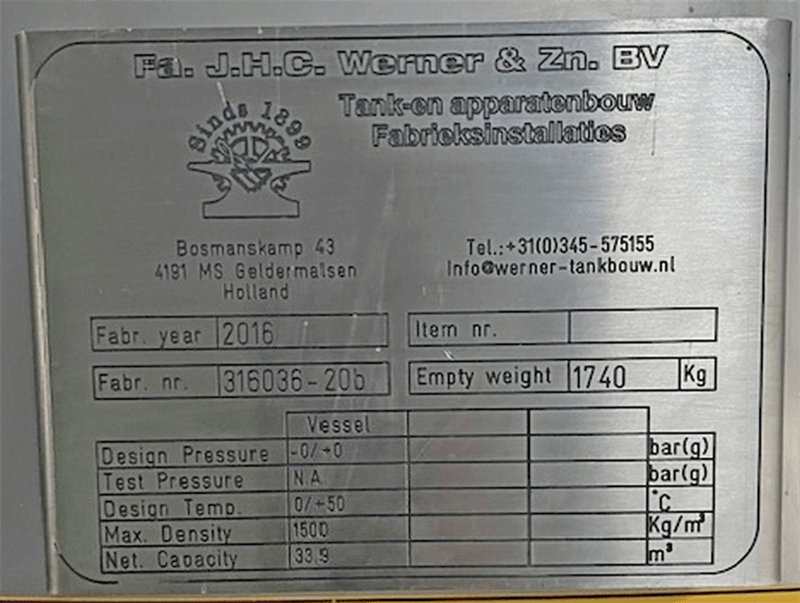 Fa. J.H.C. Werner & Zn. BV
Tank-en apparatenbouw
Fabrieksinstallaties
Sinds 1899
Bosmanskamp 43
4191 MS Geldermalsen
Holland
Tel.:+31(0)345-575155
Info@werner-tankbouw.nl
Fabr. year 2016
Item nr.
Fabr. nr. 316036-20b
Empty weight 1740 Kg
Vessel
Design Pressure -0/+0 bar(g)
Test Pressure N.A. bar(g)
Design Temp. 0/+50 °C
Max. Density 1500 Kg/m³
Net. Capacity 33.9 m³